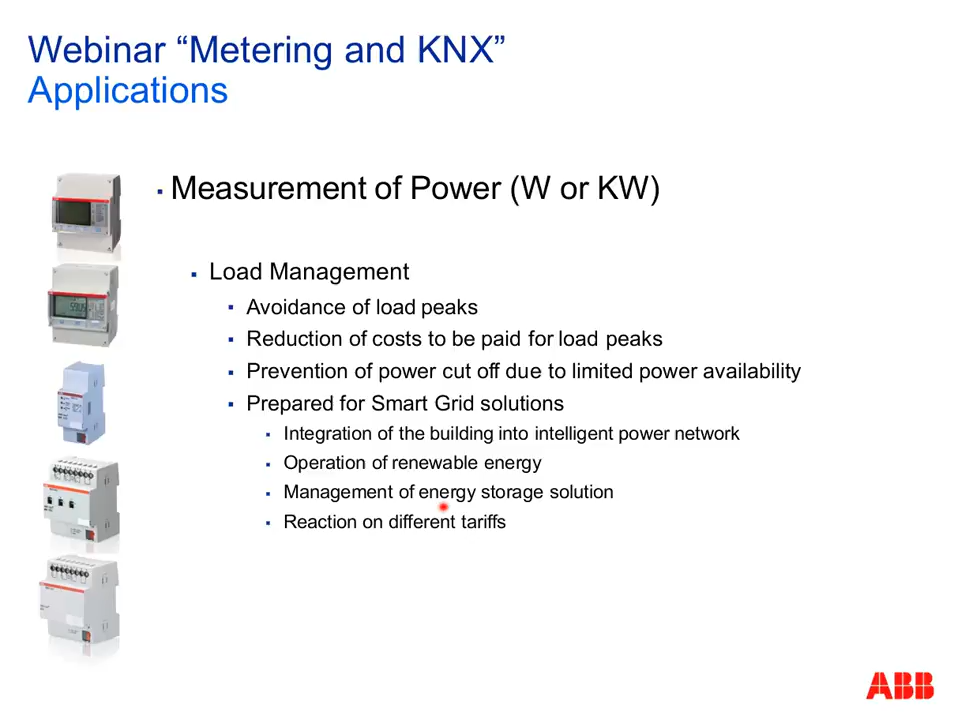 Webinar “Metering and KNX”
Applications
Measurement of Power (W or KW)
Load Management
Avoidance of load peaks
Reduction of costs to be paid for load peaks
Prevention of power cut off due to limited power availability
Prepared for Smart Grid solutions
Integration of the building into intelligent power network
Operation of renewable energy
Management of energy storage solution
Reaction on different tariffs
ABB